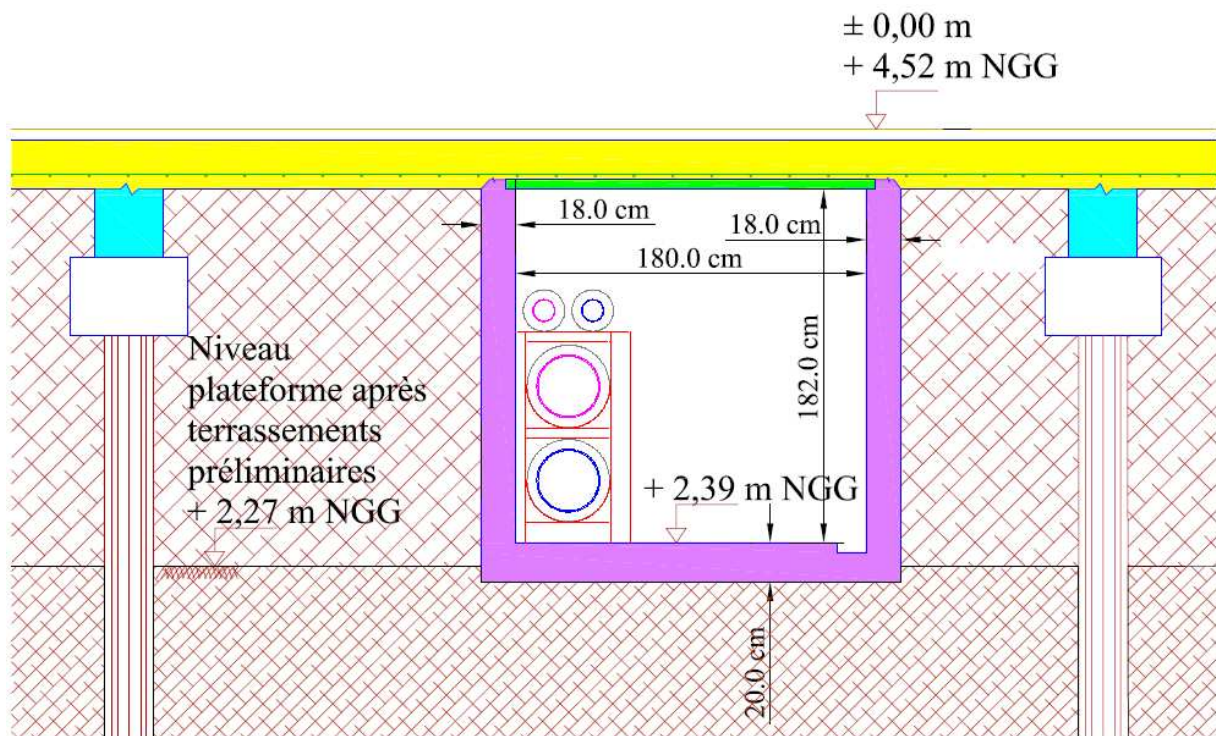 ± 0,00 m
+ 4,52 m NGG
18.0 cm
18.0 cm
180.0 cm
182.0 cm
Niveau
plateforme après
terrassements
préliminaires
+ 2,27 m NGG
+ 2,39 m NGG
20.0 cm